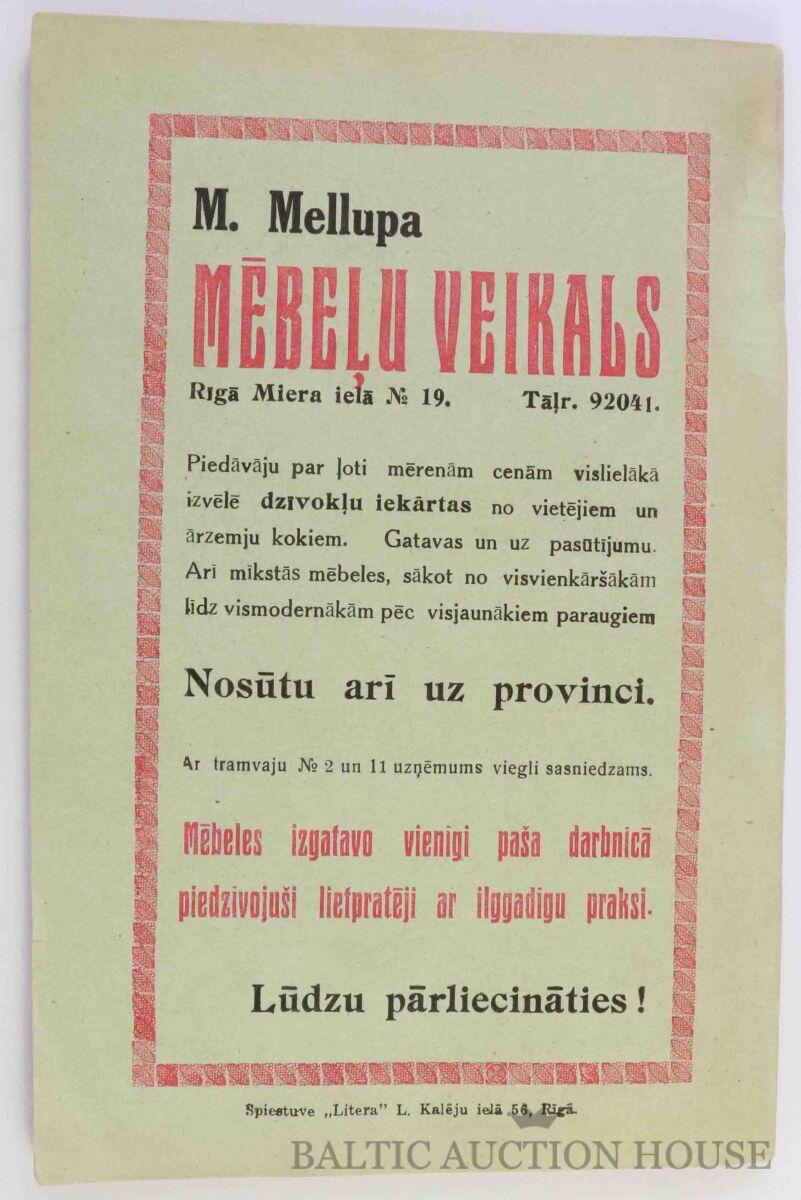 M. Mellupa
MĒBEĻU VEIKALS
Rīgā Miera ielā № 19. Tāļr. 92041.
Piedāvāju par ļoti mērenām cenām vislielākā
izvēlē dzīvokļu iekārtas no vietējiem un
ārzemju kokiem. Gatavas un uz pasūtījumu.
Arī mīkstās mēbeles, sākot no visvienkāršākām
līdz vismodernākām pēc visjaunākiem paraugiem
Nosūtu arī uz provinci.
Ar tramvaju № 2 un 11 uzņēmums viegli sasniedzams.
Mēbeles izgatavo vienīgi paša darbnīcā
piedzīvojuši lietpratēji ar ilggadīgu praksi.
Lūdzu pārliecināties!
Spiestuve „Litera” L. Kalēju ielā 56, Rīgā.
BALTIC AUCTION HOUSE